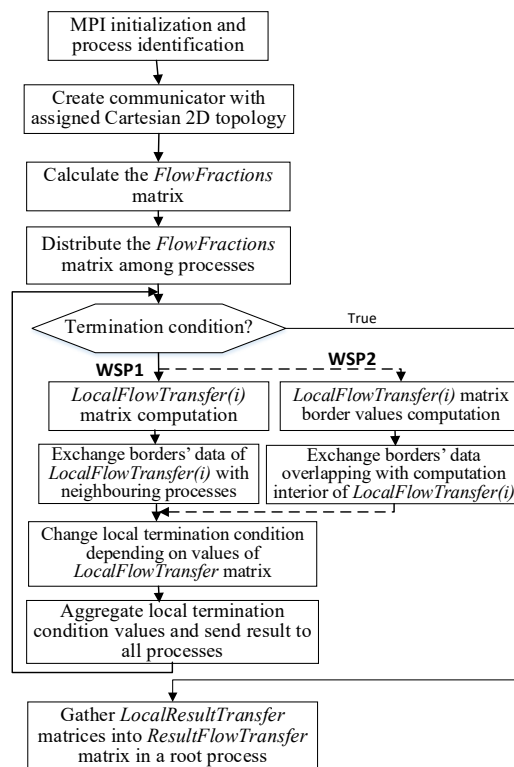 MPI initialization and
process identification
Create communicator with
assigned Cartesian 2D topology
Calculate the FlowFractions
matrix
Distribute the FlowFractions
matrix among processes
Termination condition?
True
WSP1
WSP2
LocalFlowTransfer(i)
matrix computation
LocalFlowTransfer(i) matrix
border values computation
Exchange borders' data of
LocalFlowTransfer(i) with
neighbouring processes
Exchange borders' data
overlapping with computation
interior of LocalFlowTransfer(i)
Change local termination condition
depending on values of
LocalFlowTransfer matrix
Aggregate local termination
condition values and send result to
all processes
Gather LocalResultTransfer
matrices into ResultFlowTransfer
matrix in a root process